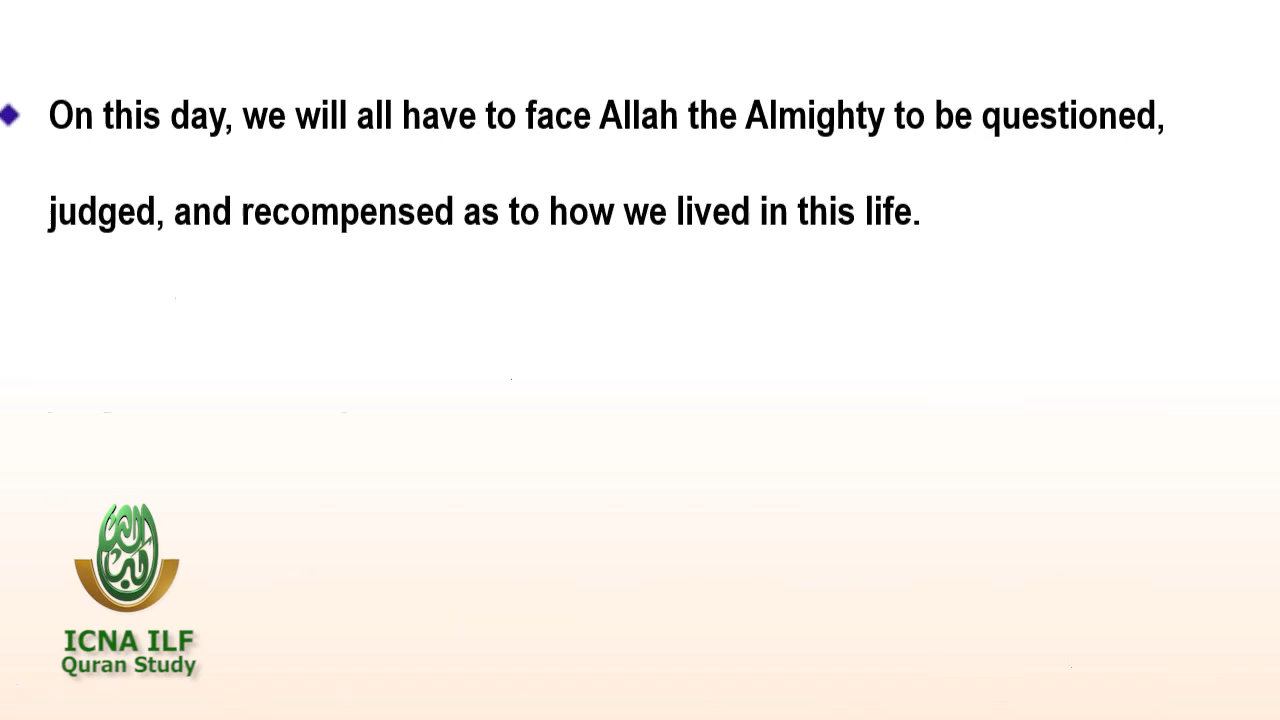 On this day, we will all have to face Allah the Almighty to be questioned,
judged, and recompensed as to how we lived in this life.
ICNA ILF
Quran Study